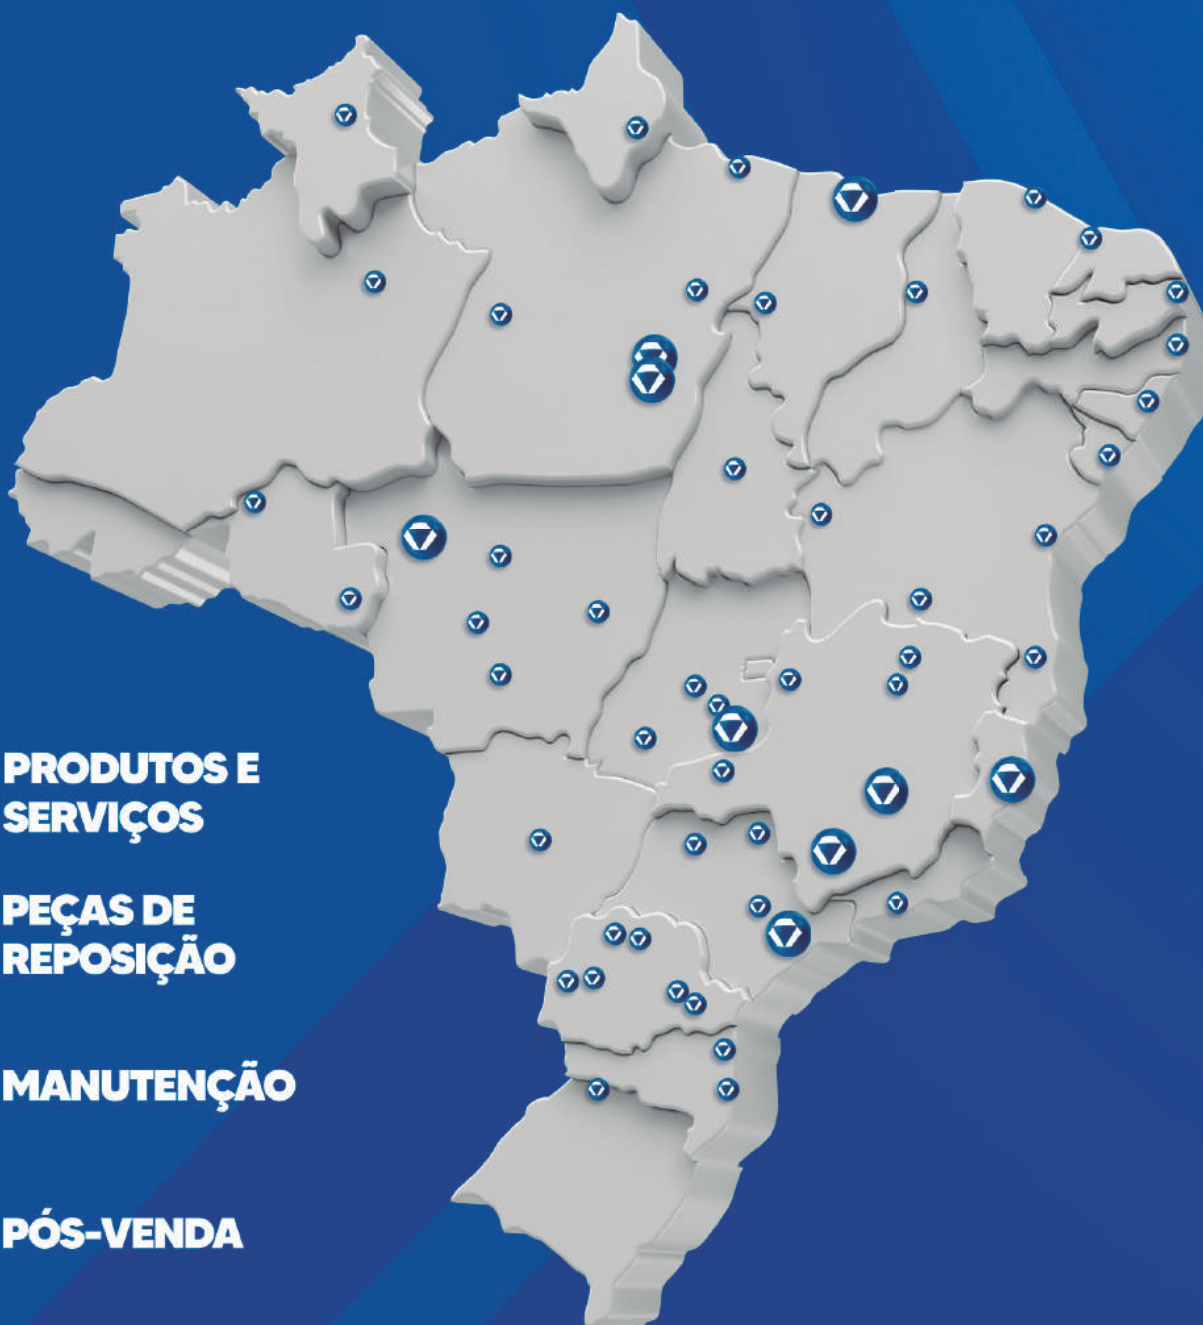 PRODUTOS E
SERVIÇOS
PEÇAS DE
REPOSIÇÃO
MANUTENÇÃO
PÓS-VENDA